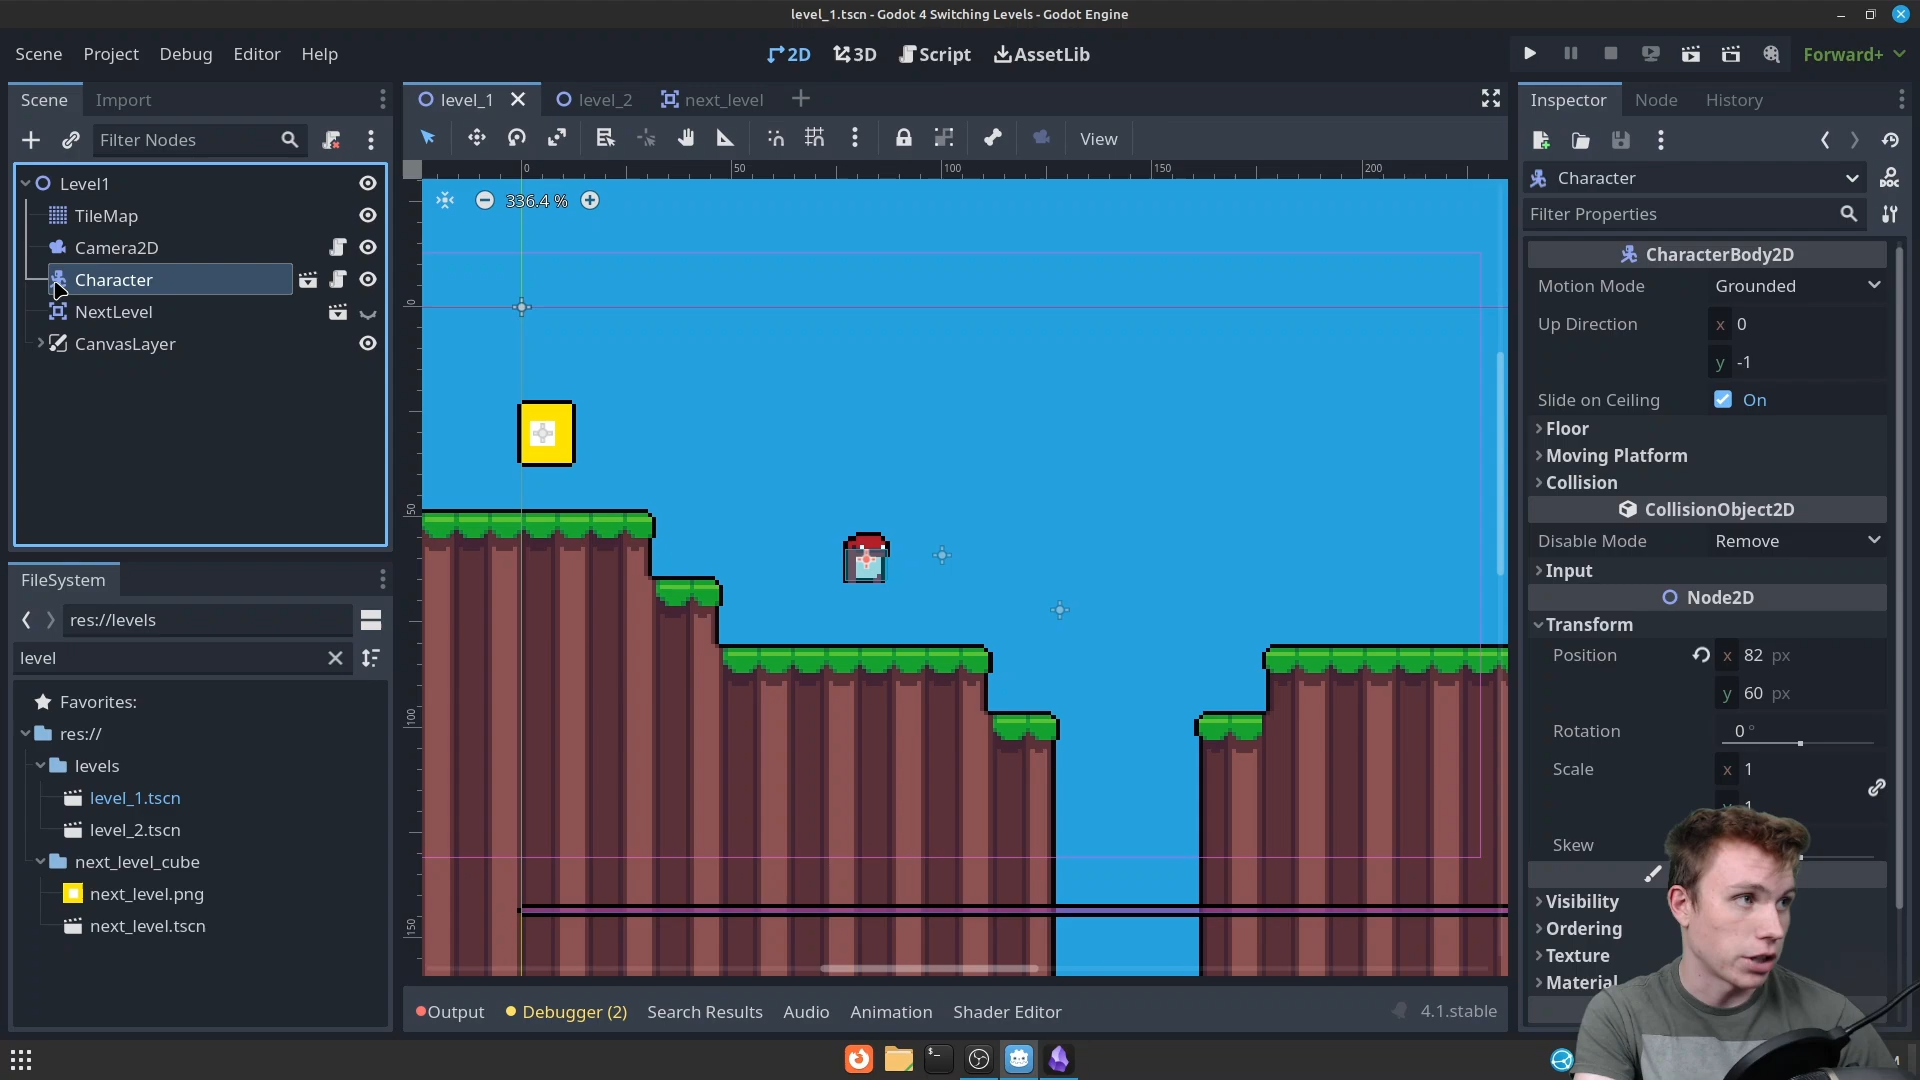 level_1.tscn - Godot 4 Switching Levels - Godot Engine
Scene Project Debug Editor Help
2D 3D Script AssetLib
Forward+
Scene Import
level_1 level_2 next_level
Inspector Node History
Filter Nodes
View
Character
Filter Properties
Level1
TileMap
Camera2D
Character
NextLevel
CanvasLayer
0 50 100 150 200
336.4 %
0
50
100
150
CharacterBody2D
Motion Mode Grounded
Up Direction x 0
y -1
Slide on Ceiling On
Floor
Moving Platform
Collision
CollisionObject2D
Disable Mode Remove
Input
Node2D
Transform
Position x 82 px
y 60 px
Rotation 0 °
Scale x 1
y 1
Skew
Visibility
Ordering
Texture
Material
FileSystem
res://levels
level
Favorites:
res://
levels
level_1.tscn
level_2.tscn
next_level_cube
next_level.png
next_level.tscn
Output Debugger (2) Search Results Audio Animation Shader Editor 4.1.stable